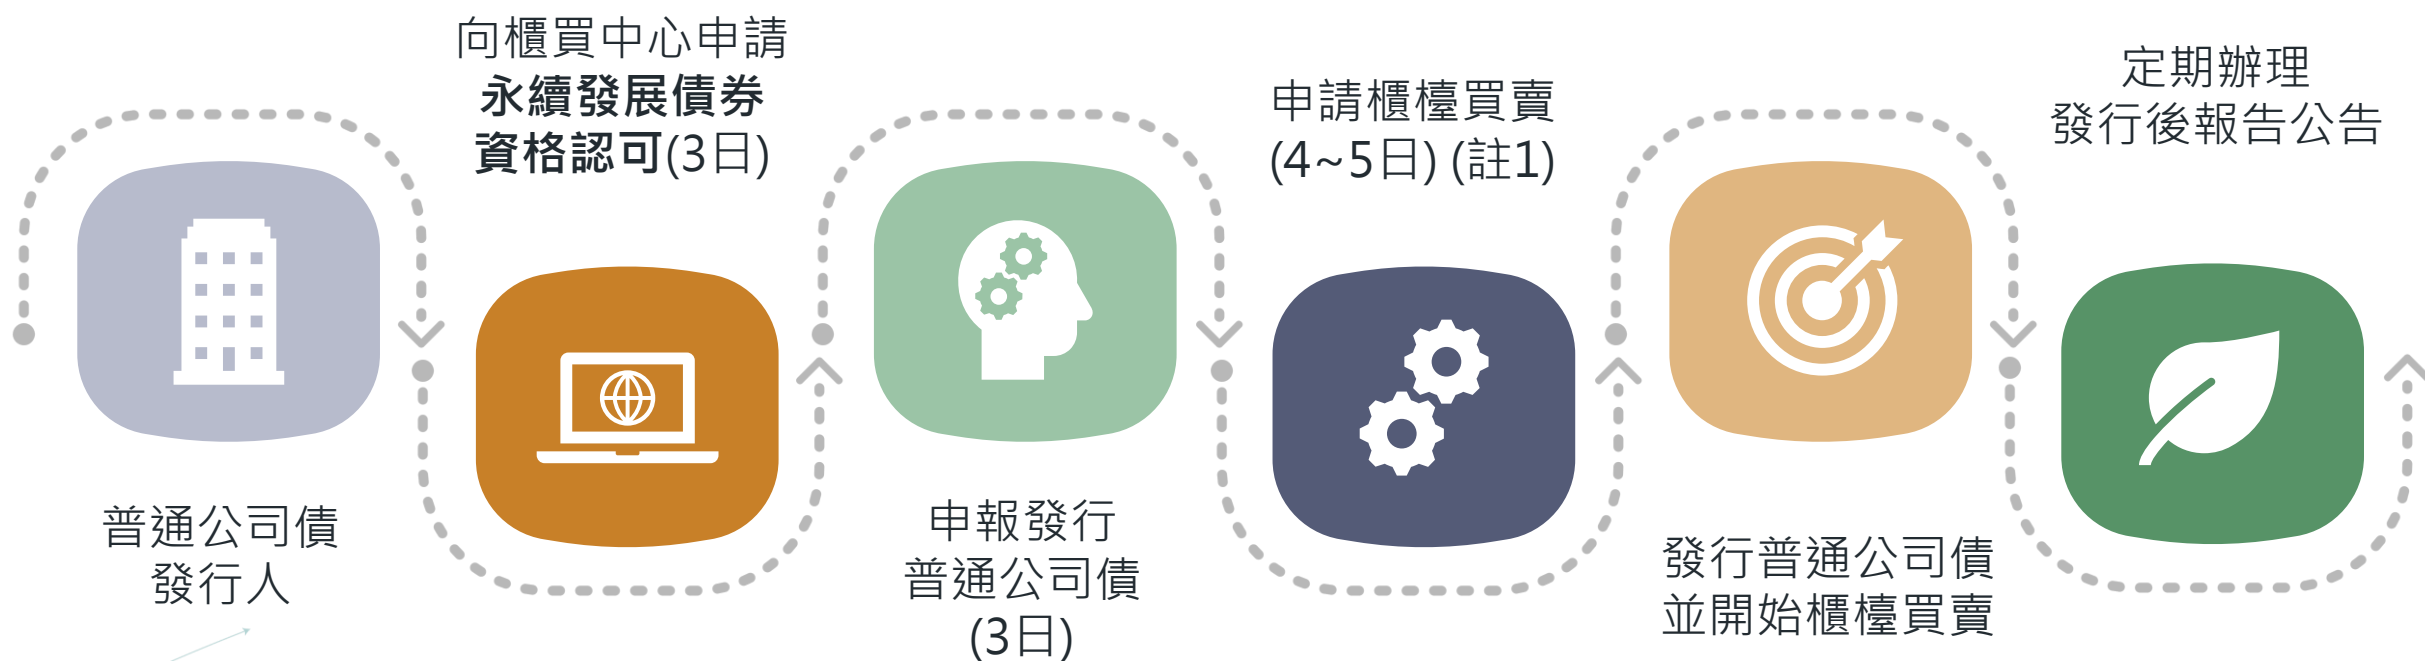 普通公司債
發行人
向櫃買中心申請
永續發展債券
資格認可(3日)
申報發行
普通公司債
(3日)
申請櫃檯買賣
(4~5日) (註1)
發行普通公司債
並開始櫃檯買賣
定期辦理
發行後報告公告